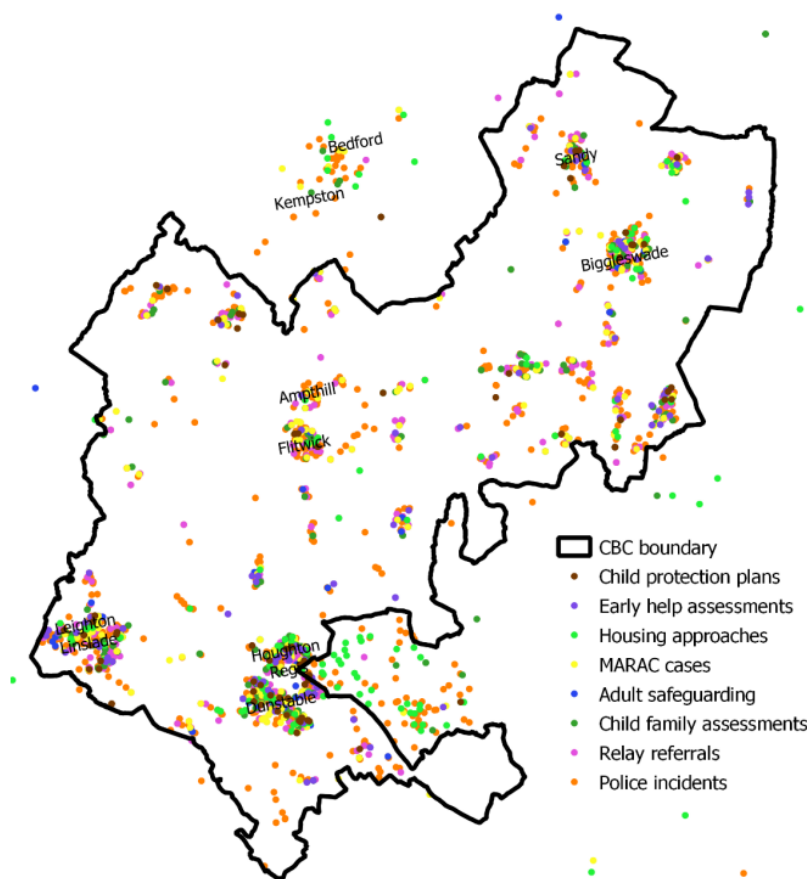 Bedford
Kempston
Sandy
Biggleswade
Ampthill
Flitwick
Leighton
Linslade
Houghton
Regis
Dunstable
CBC boundary
Child protection plans
Early help assessments
Housing approaches
MARAC cases
Adult safeguarding
Child family assessments
Relay referrals
Police incidents